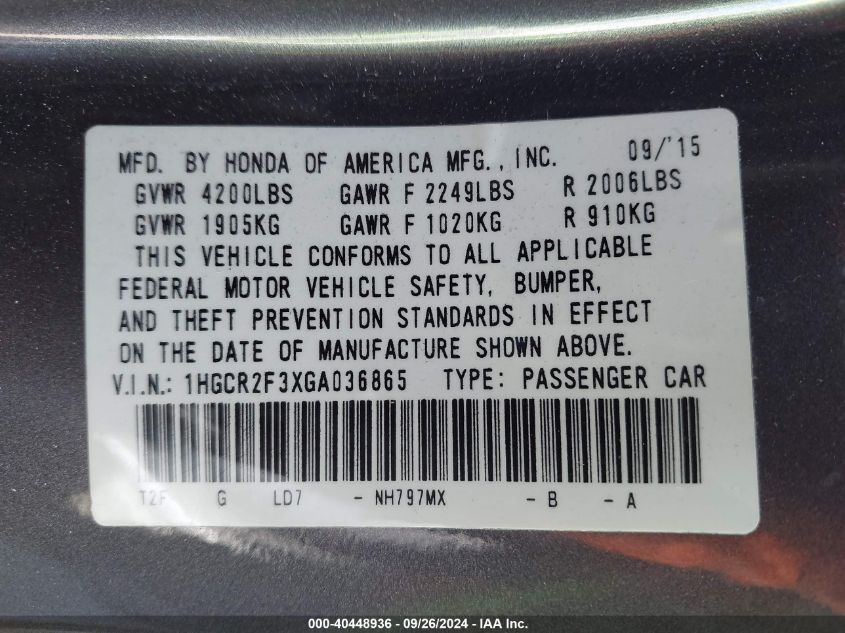 MFD. BY HONDA OF AMERICA MFG., INC. 09/'15
GVWR 4200LBS GAWR F 2249LBS R 2006LBS
GVWR 1905KG GAWR F 1020KG R 910KG
THIS VEHICLE CONFORMS TO ALL APPLICABLE
FEDERAL MOTOR VEHICLE SAFETY, BUMPER,
AND THEFT PREVENTION STANDARDS IN EFFECT
ON THE DATE OF MANUFACTURE SHOWN ABOVE.
V.I.N.: 1HGCR2F3XGA036865 TYPE: PASSENGER CAR
T2F G LD7 - NH797MX - B - A
000-40448936 - 09/26/2024 - IAA Inc.